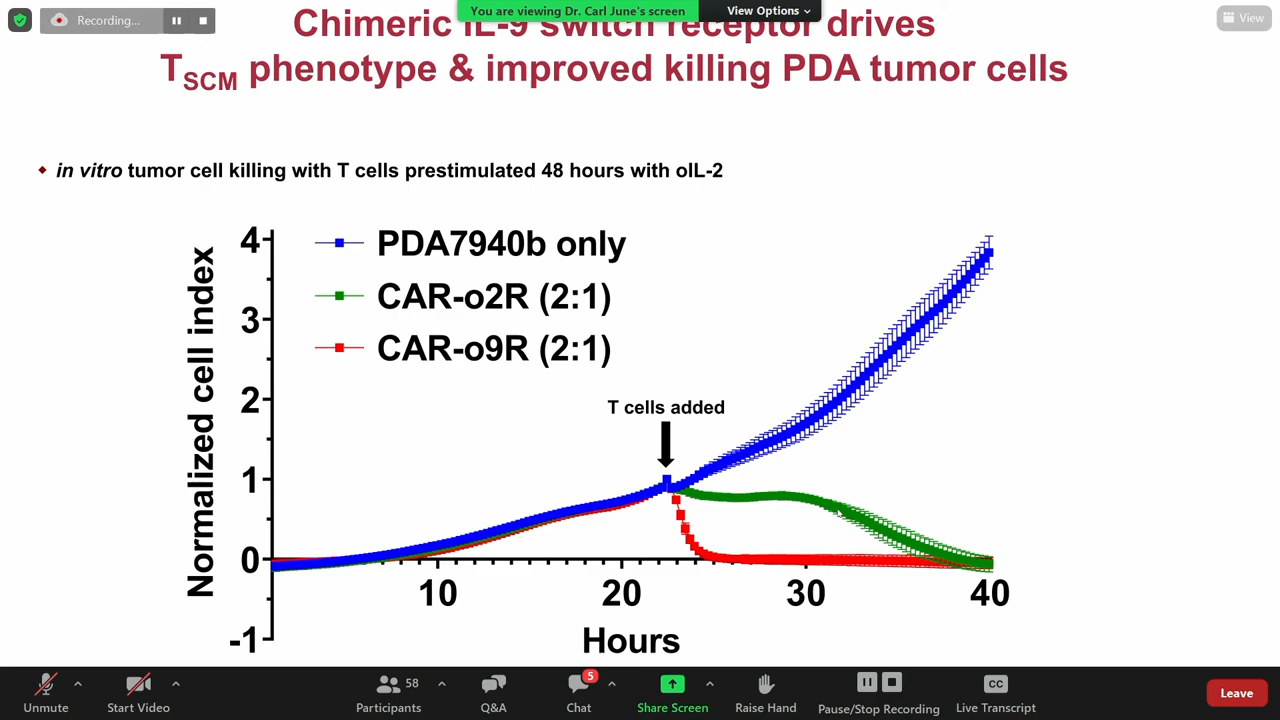 Recording...
You are viewing Dr. Carl June's screen
View Options
View
Chimeric IL-9 switch receptor drives
TSCM phenotype & improved killing PDA tumor cells
in vitro tumor cell killing with T cells prestimulated 48 hours with oIL-2
Normalized cell index
4
3
2
1
0
-1
PDA7940b only
CAR-o2R (2:1)
CAR-o9R (2:1)
T cells added
10 20 30 40
Hours
Unmute
Start Video
58
Participants
Q&A
5
Chat
Share Screen
Raise Hand
Pause/Stop Recording
CC
Live Transcript
Leave